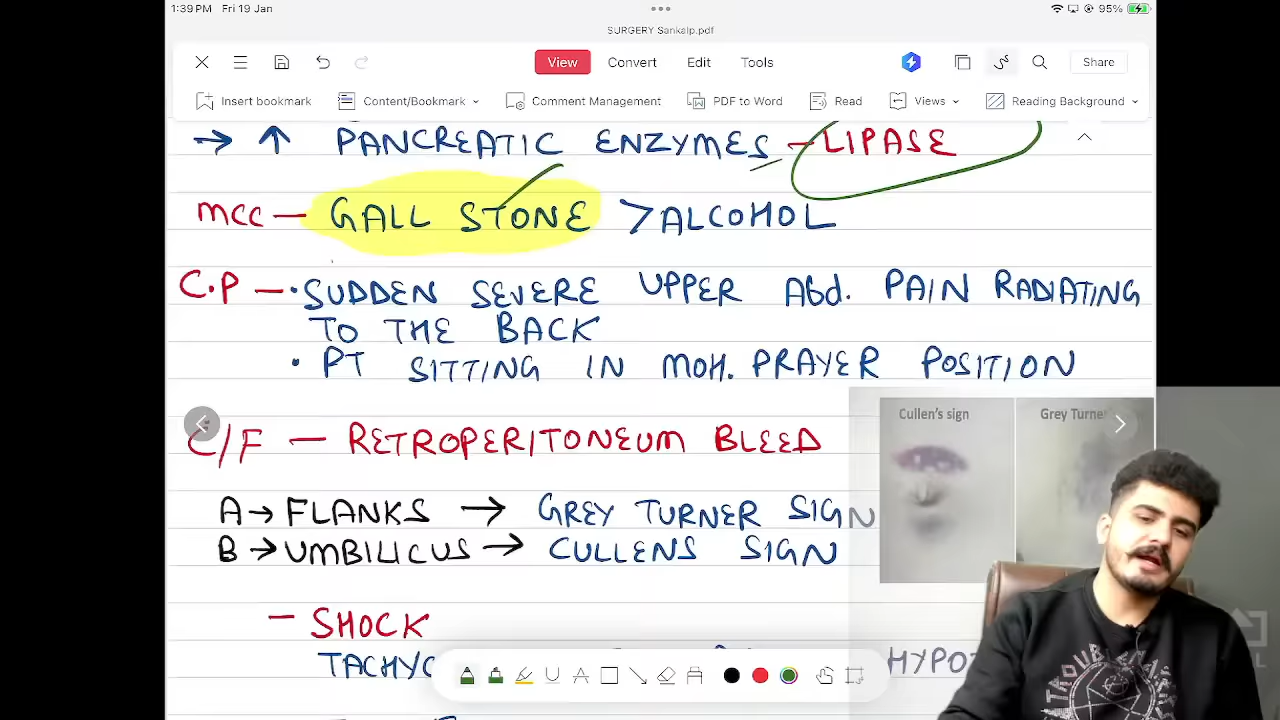 1:39 PM Fri 19 Jan
95%
SURGERY Sankalp.pdf
View Convert Edit Tools Share
Insert bookmark Content/Bookmark Comment Management PDF to Word Read Views Reading Background
→ ↑ PANCREATIC ENZYMES – LIPASE
MCC – GALL STONE > ALCOHOL
C.P – • SUDDEN SEVERE UPPER Abd. PAIN RADIATING
TO THE BACK
• PT SITTING IN MOH. PRAYER POSITION
Cullen's sign Grey Turne
C/F – RETROPERITONEUM BLEED
A → FLANKS → GREY TURNER SIGN
B → UMBILICUS → CULLENS SIGN
– SHOCK
TACHYC HYPO